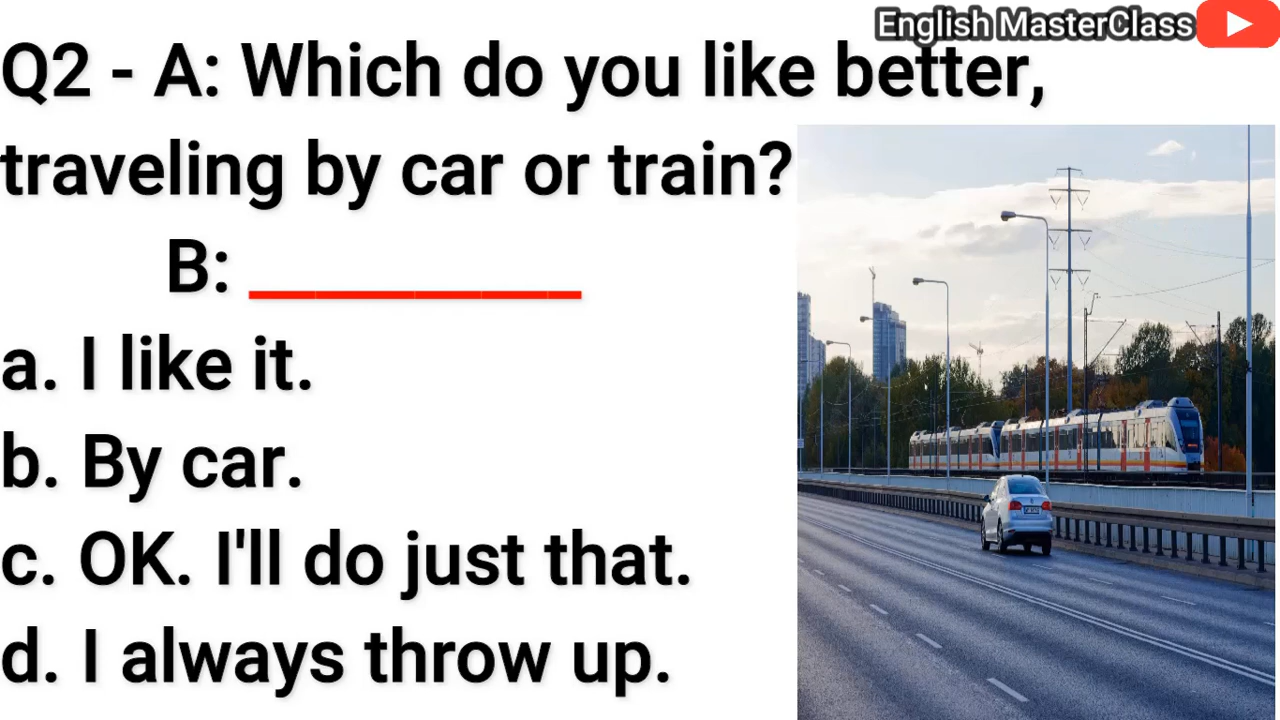 English MasterClass
Q2 - A: Which do you like better,
traveling by car or train?
B: __________
a. I like it.
b. By car.
c. OK. I'll do just that.
d. I always throw up.